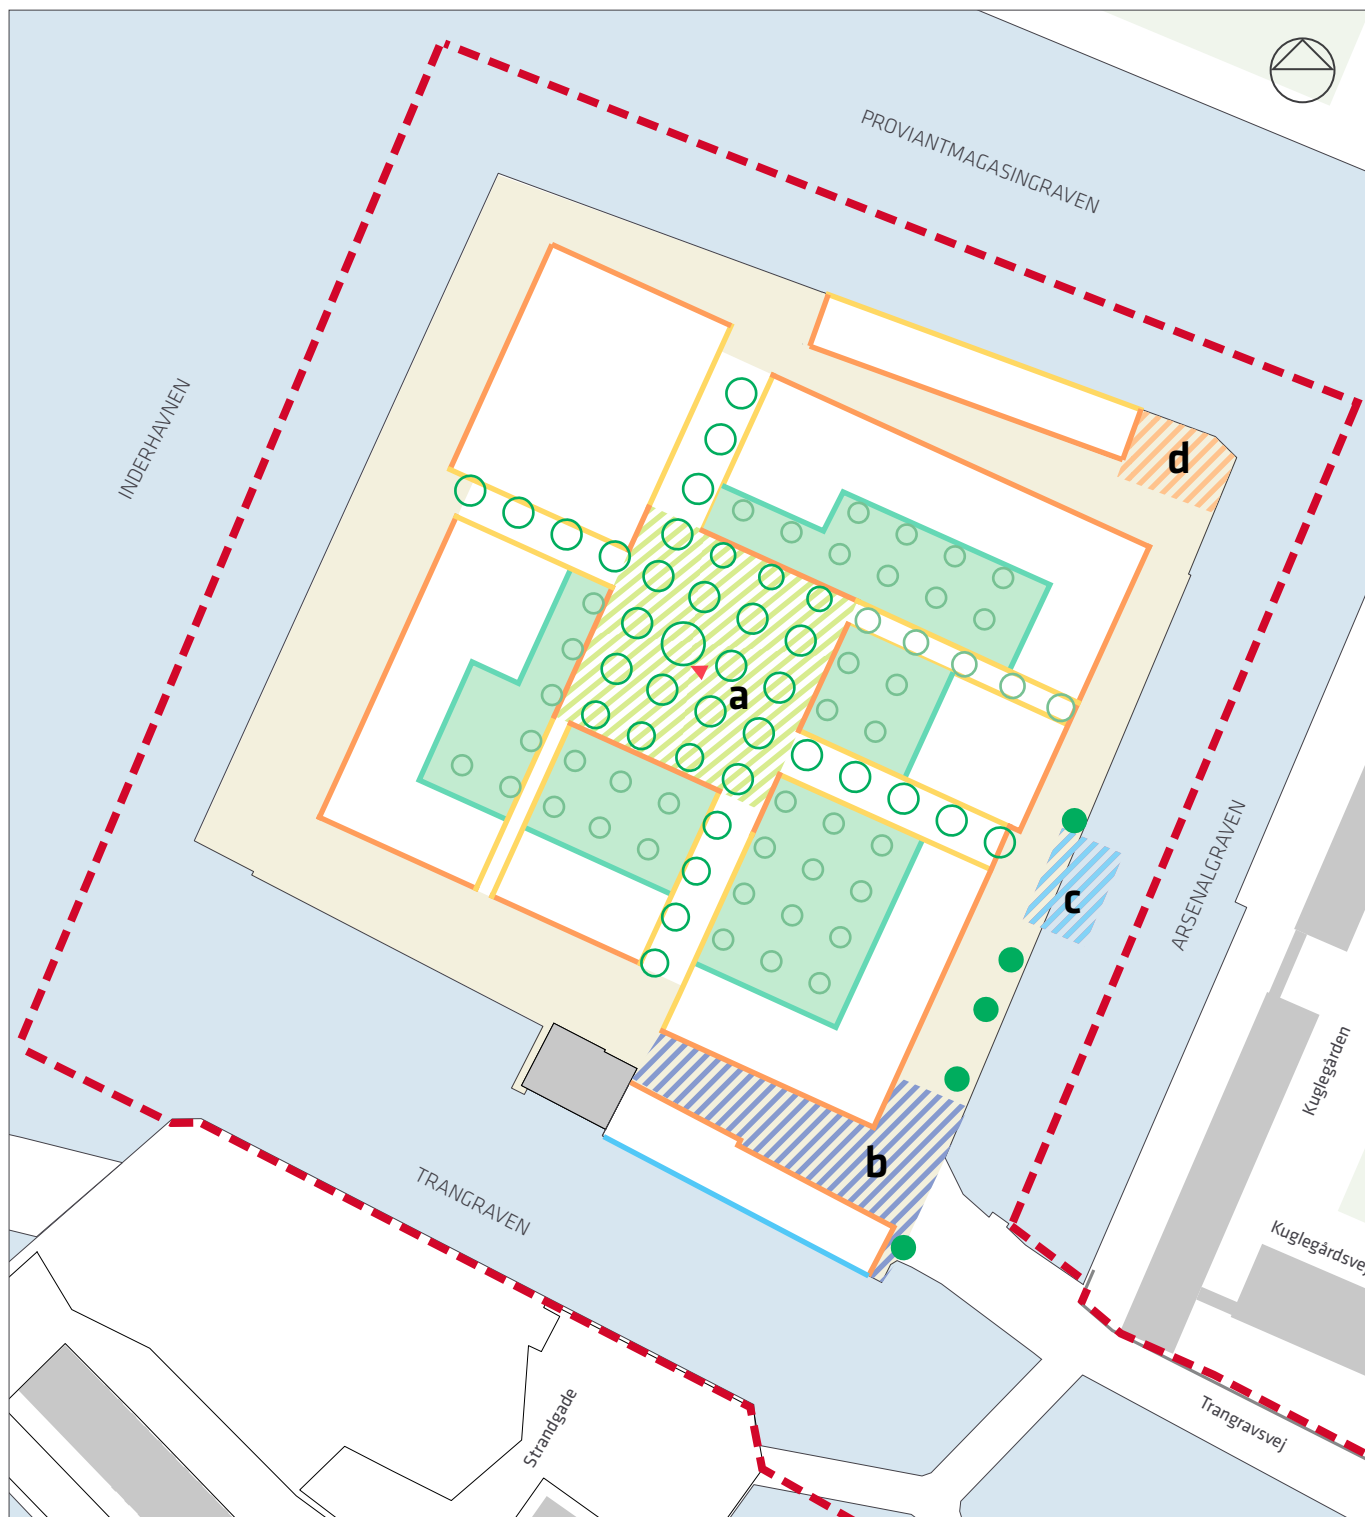 PROVIANTMAGASINGRAVEN
INDERHAVNEN
d
a
ARSENALGRAVEN
c
Kuglegården
b
TRANGRAVEN
Kuglegårdsvej
Strandgade
Trangravsvej